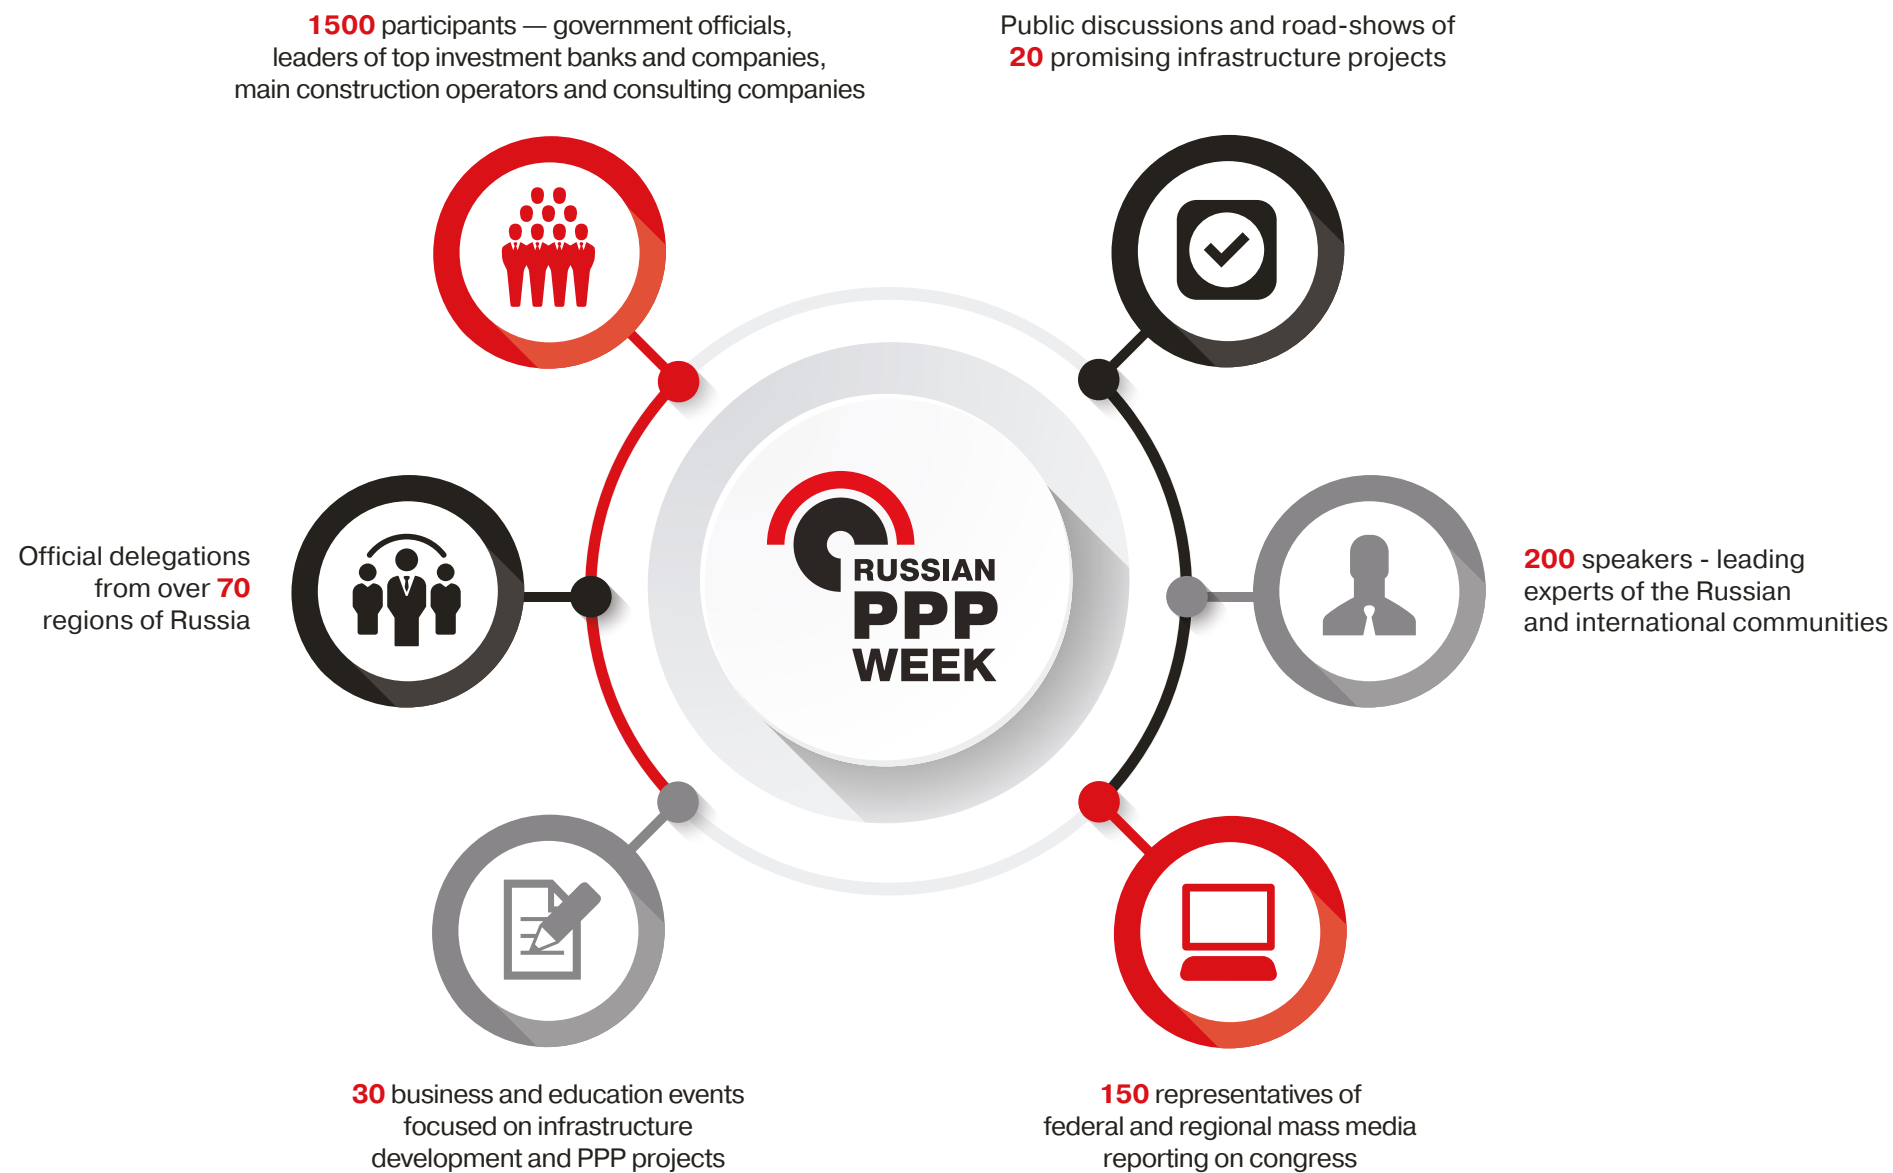 1500 participants — government officials,
leaders of top investment banks and companies,
main construction operators and consulting companies
Public discussions and road-shows of
20 promising infrastructure projects
Official delegations
from over 70
regions of Russia
RUSSIAN
PPP
WEEK
200 speakers - leading
experts of the Russian
and international communities
30 business and education events
focused on infrastructure
development and PPP projects
150 representatives of
federal and regional mass media
reporting on congress